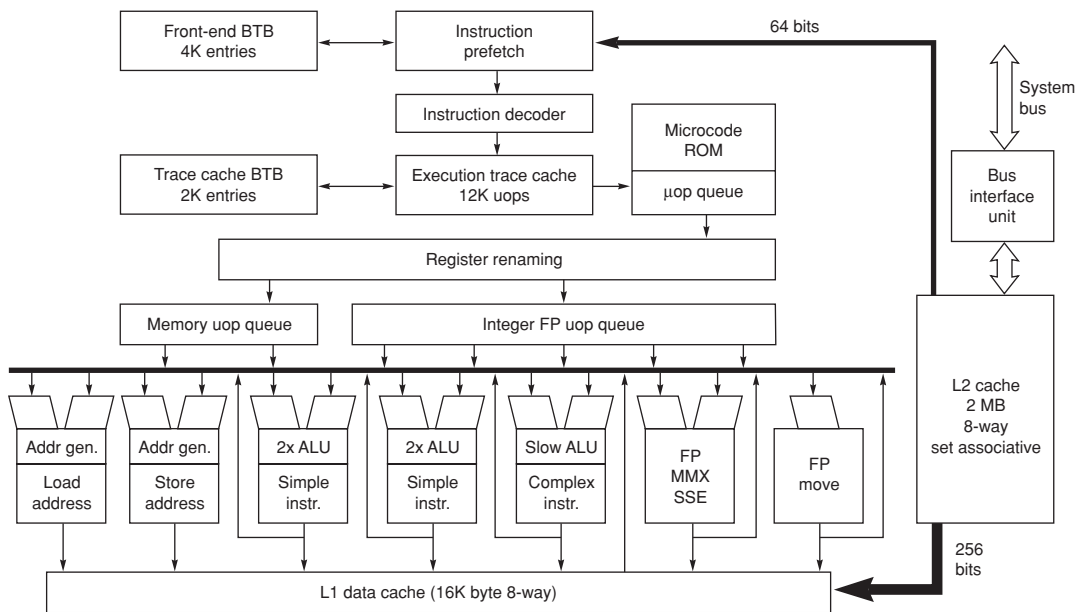 Front-end BTB
4K entries
Instruction
prefetch
64 bits
System
bus
Instruction decoder
Microcode
ROM
Trace cache BTB
2K entries
Execution trace cache
12K uops
μop queue
Bus
interface
unit
Register renaming
Memory uop queue
Integer FP uop queue
L2 cache
2 MB
8-way
set associative
Addr gen.
Load
address
Addr gen.
Store
address
2x ALU
Simple
instr.
2x ALU
Simple
instr.
Slow ALU
Complex
instr.
FP
MMX
SSE
FP
move
256
bits
L1 data cache (16K byte 8-way)